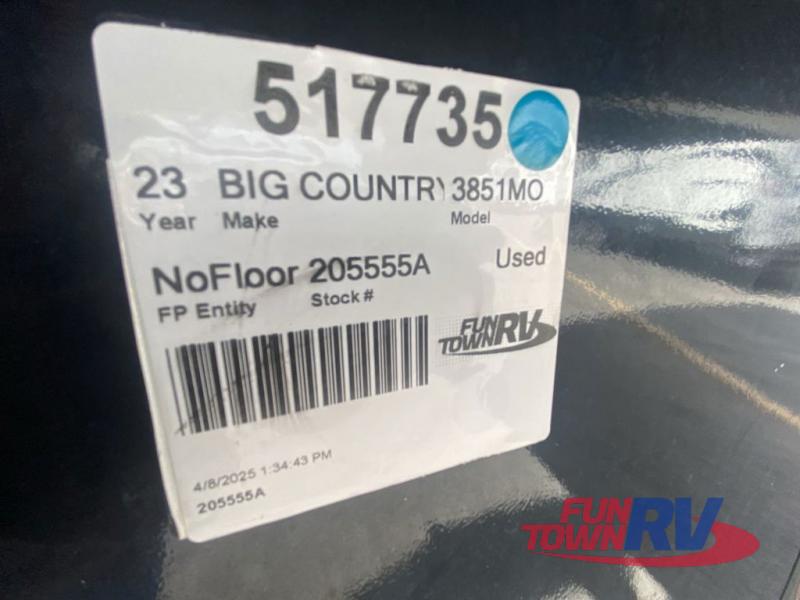 517735
23 BIG COUNTRY 3851MO
Year Make Model
NoFloor 205555A Used
FP Entity Stock #
FUN TOWN RV
4/8/2025 1:34:43 PM
205555A
FUN TOWN RV